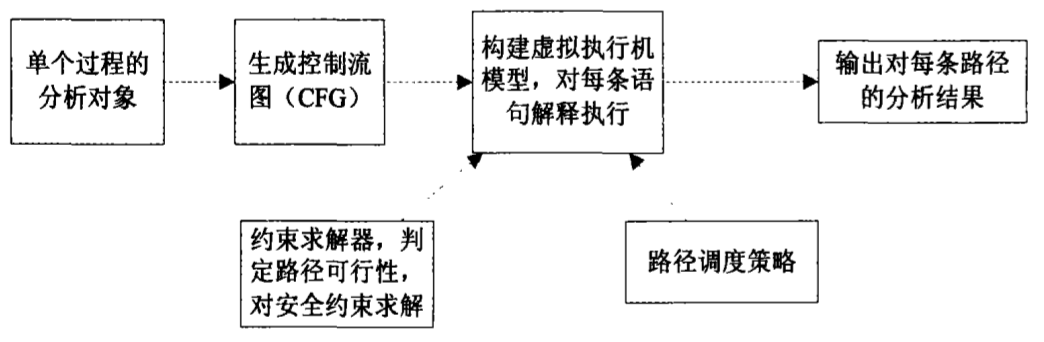 单个过程的
分析对象
生成控制流
图（CFG）
构建虚拟执行机
模型，对每条语
句解释执行
输出对每条路径
的分析结果
约束求解器，判
定路径可行性，
对安全约束求解
路径调度策略